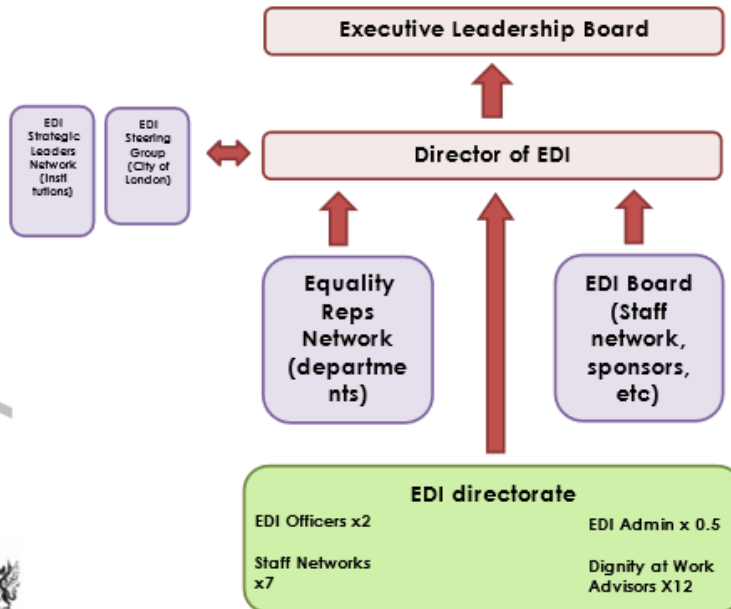 Executive Leadership Board
EDI
Strategic
Leaders
Network
(Insti
tutions)
EDI
Steering
Group
(City of
London)
Director of EDI
Equality
Reps
Network
(departme
nts)
EDI Board
(Staff
network,
sponsors,
etc)
EDI directorate
EDI Officers x2
EDI Admin x 0.5
Staff Networks
x7
Dignity at Work
Advisors X12